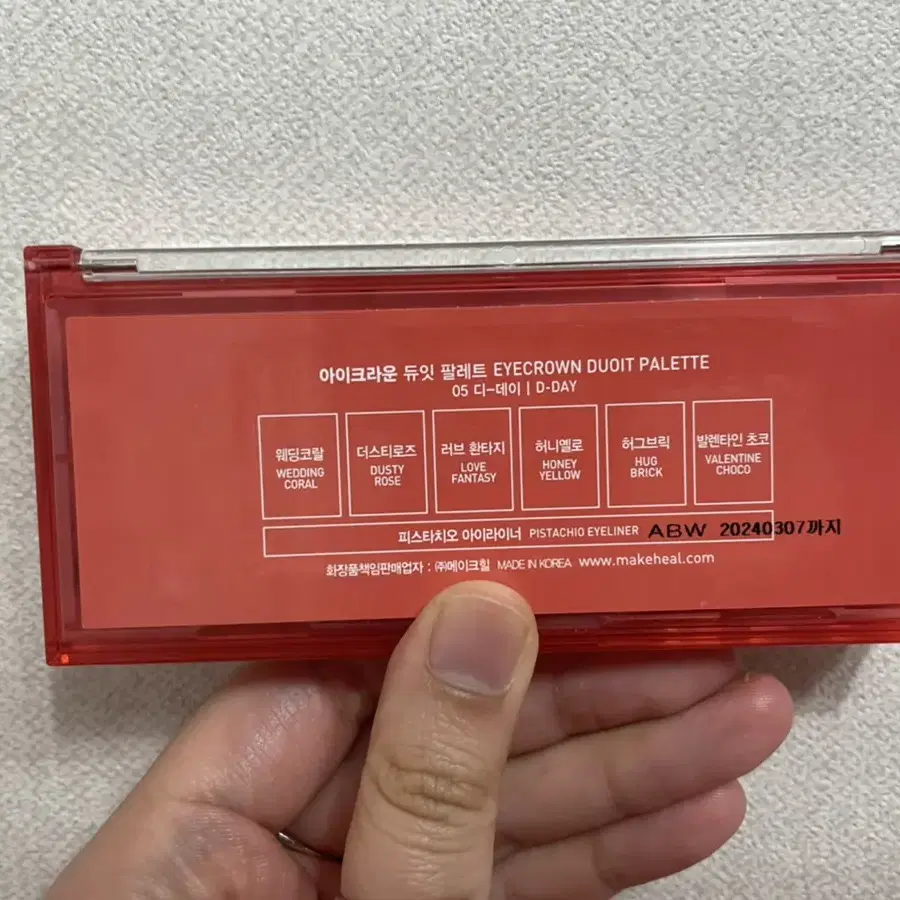 아이크라운 듀잇 팔레트 EYECROWN DUOIT PALETTE
05 디-데이 | D-DAY
웨딩코랄
WEDDING
CORAL
더스티로즈
DUSTY
ROSE
러브 환타지
LOVE
FANTASY
허니옐로
HONEY
YELLOW
허그브릭
HUG
BRICK
발렌타인 초코
VALENTINE
CHOCO
피스타치오 아이라이너 PISTACHIO EYELINER ABW 20240307까지
화장품책임판매업자 : ㈜메이크힐 MADE IN KOREA www.makeheal.com